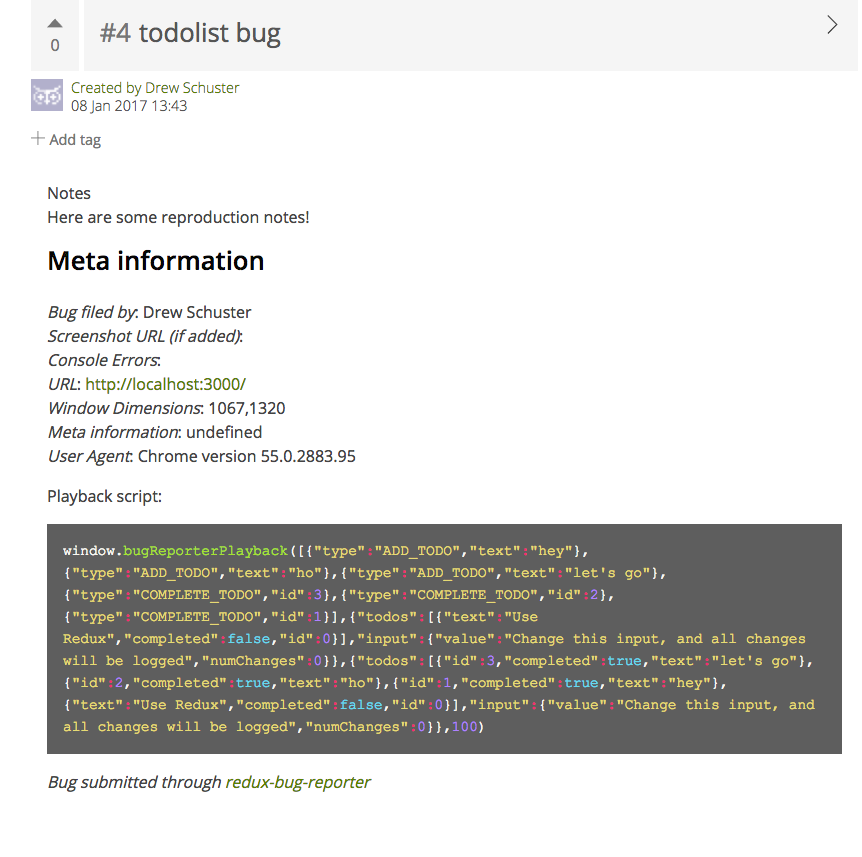 #4 todolist bug
0
Created by Drew Schuster
08 Jan 2017 13:43
+ Add tag
Notes
Here are some reproduction notes!
Meta information
Bug filed by: Drew Schuster
Screenshot URL (if added):
Console Errors:
URL: http://localhost:3000/
Window Dimensions: 1067,1320
Meta information: undefined
User Agent: Chrome version 55.0.2883.95
Playback script:
window.bugReporterPlayback([{"type":"ADD_TODO","text":"hey"},
{"type":"ADD_TODO","text":"ho"},{"type":"ADD_TODO","text":"let's go"},
{"type":"COMPLETE_TODO","id":3},{"type":"COMPLETE_TODO","id":2},
{"type":"COMPLETE_TODO","id":1}],{"todos":[{"text":"Use
Redux","completed":false,"id":0}],"input":{"value":"Change this input, and all changes
will be logged","numChanges":0}},{"todos":[{"id":3,"completed":true,"text":"let's go"},
{"id":2,"completed":true,"text":"ho"},{"id":1,"completed":true,"text":"hey"},
{"text":"Use Redux","completed":false,"id":0}],"input":{"value":"Change this input, and
all changes will be logged","numChanges":0}},100)
Bug submitted through redux-bug-reporter